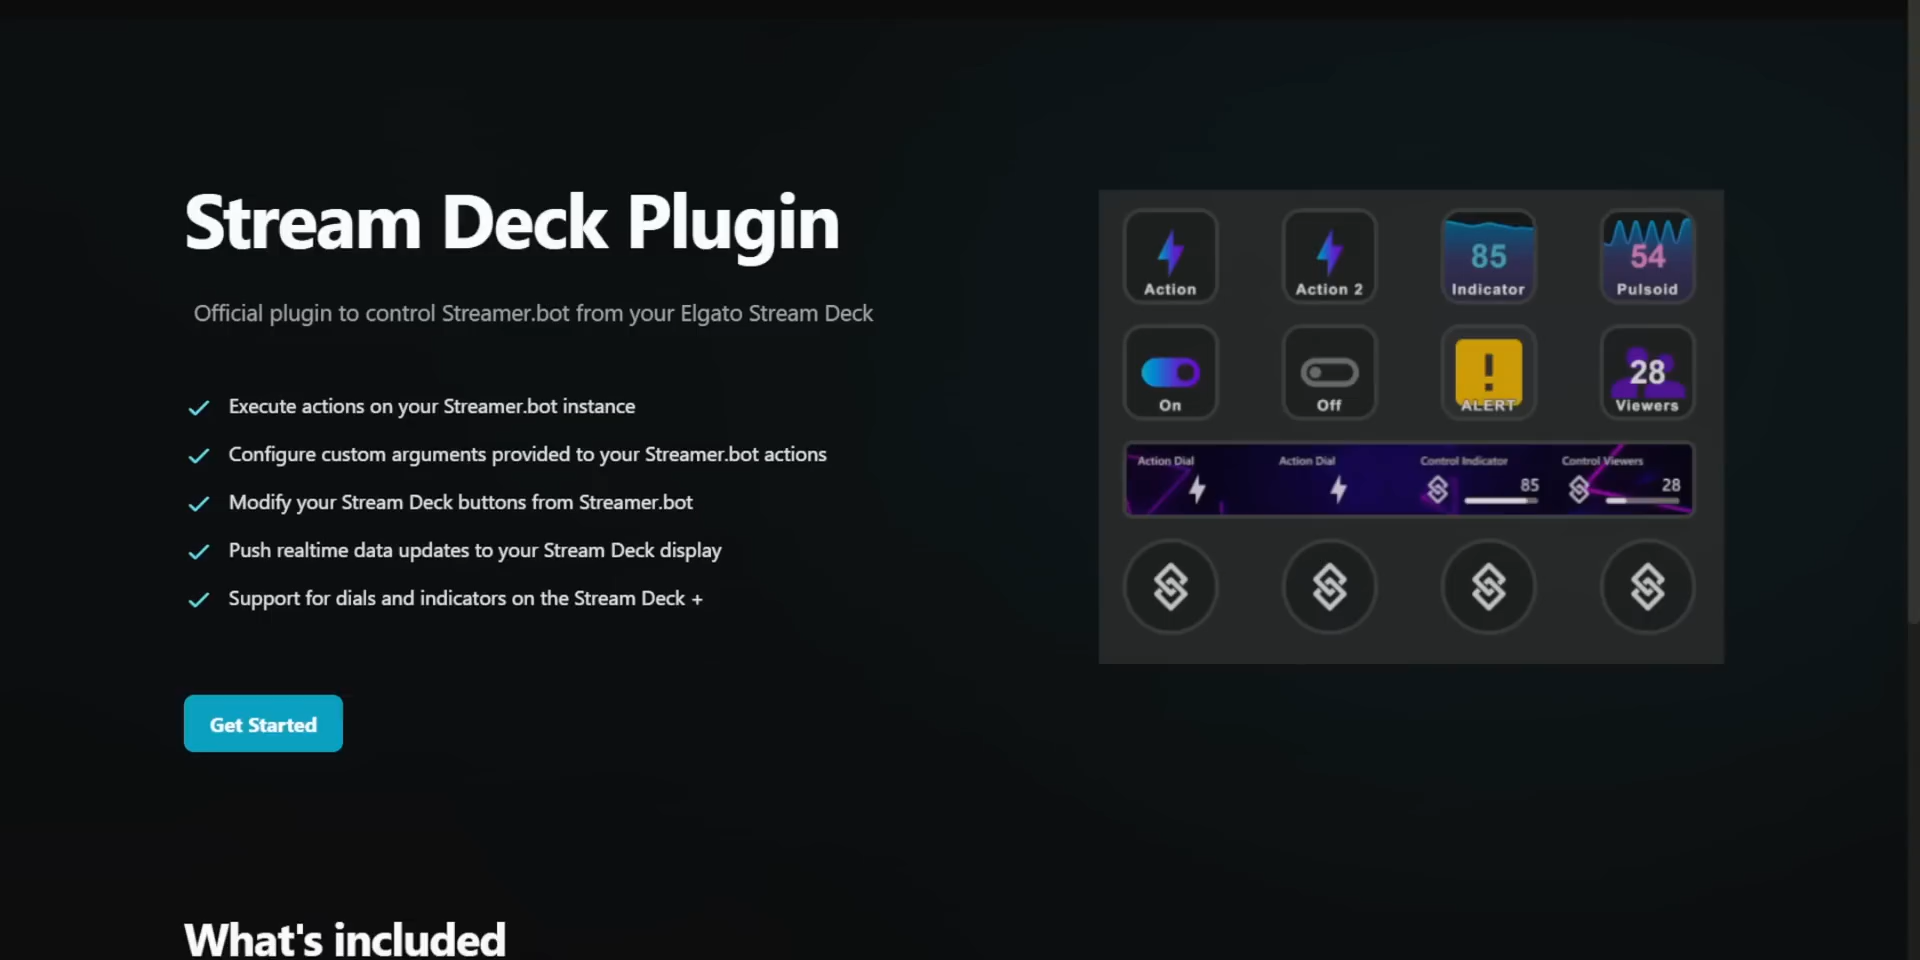 Stream Deck Plugin
Official plugin to control Streamer.bot from your Elgato Stream Deck
Execute actions on your Streamer.bot instance
Configure custom arguments provided to your Streamer.bot actions
Modify your Stream Deck buttons from Streamer.bot
Push realtime data updates to your Stream Deck display
Support for dials and indicators on the Stream Deck +
Get Started
Action
Action 2
85
Indicator
54
Pulsoid
On
Off
!
ALERT
28
Viewers
Action Dial
Action Dial
Control Indicator
85
Control Viewers
28
What's included